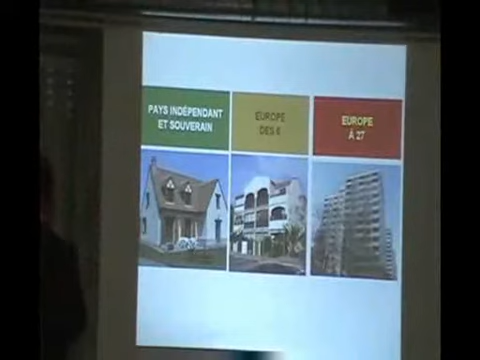 PAYS INDÉPENDANT
ET SOUVERAIN
EUROPE
DES 6
EUROPE
À 27